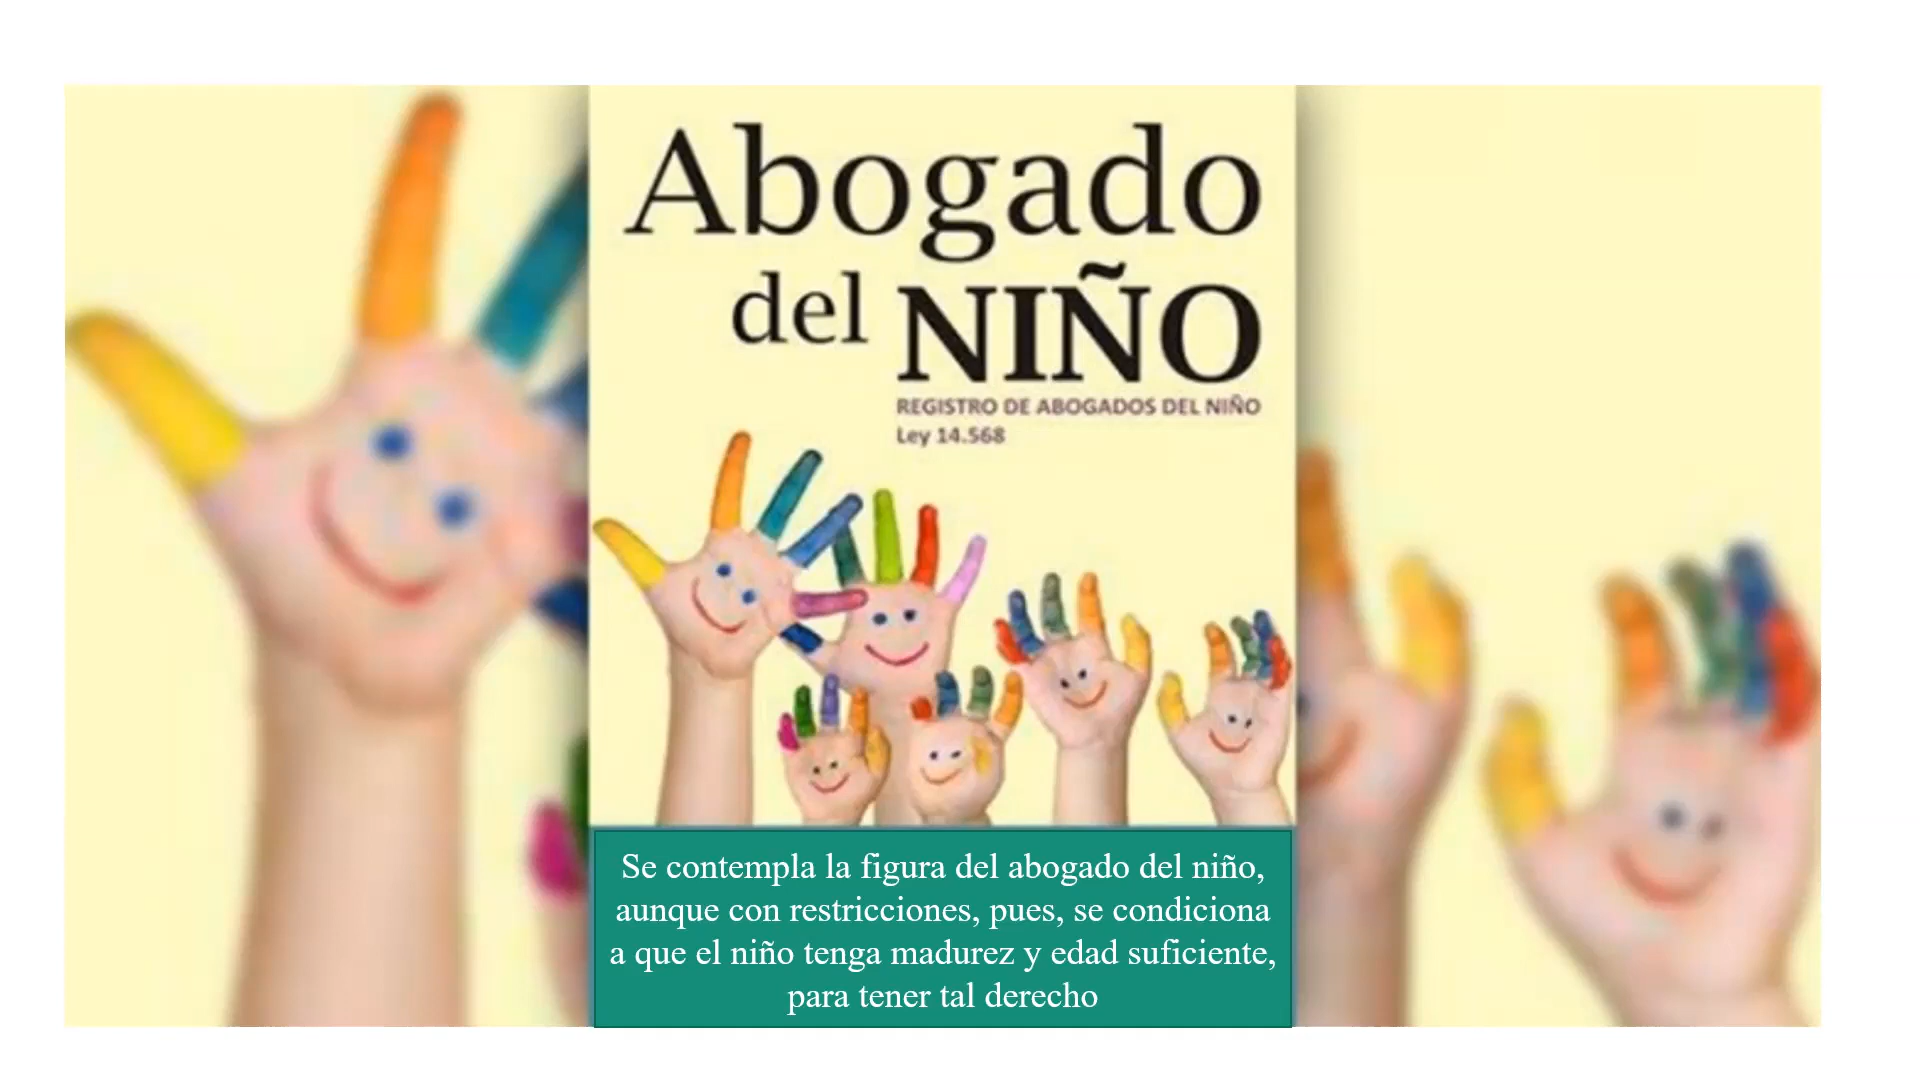 Abogado
del NIÑO
REGISTRO DE ABOGADOS DEL NIÑO
Ley 14.568
Se contempla la figura del abogado del niño,
aunque con restricciones, pues, se condiciona
a que el niño tenga madurez y edad suficiente,
para tener tal derecho